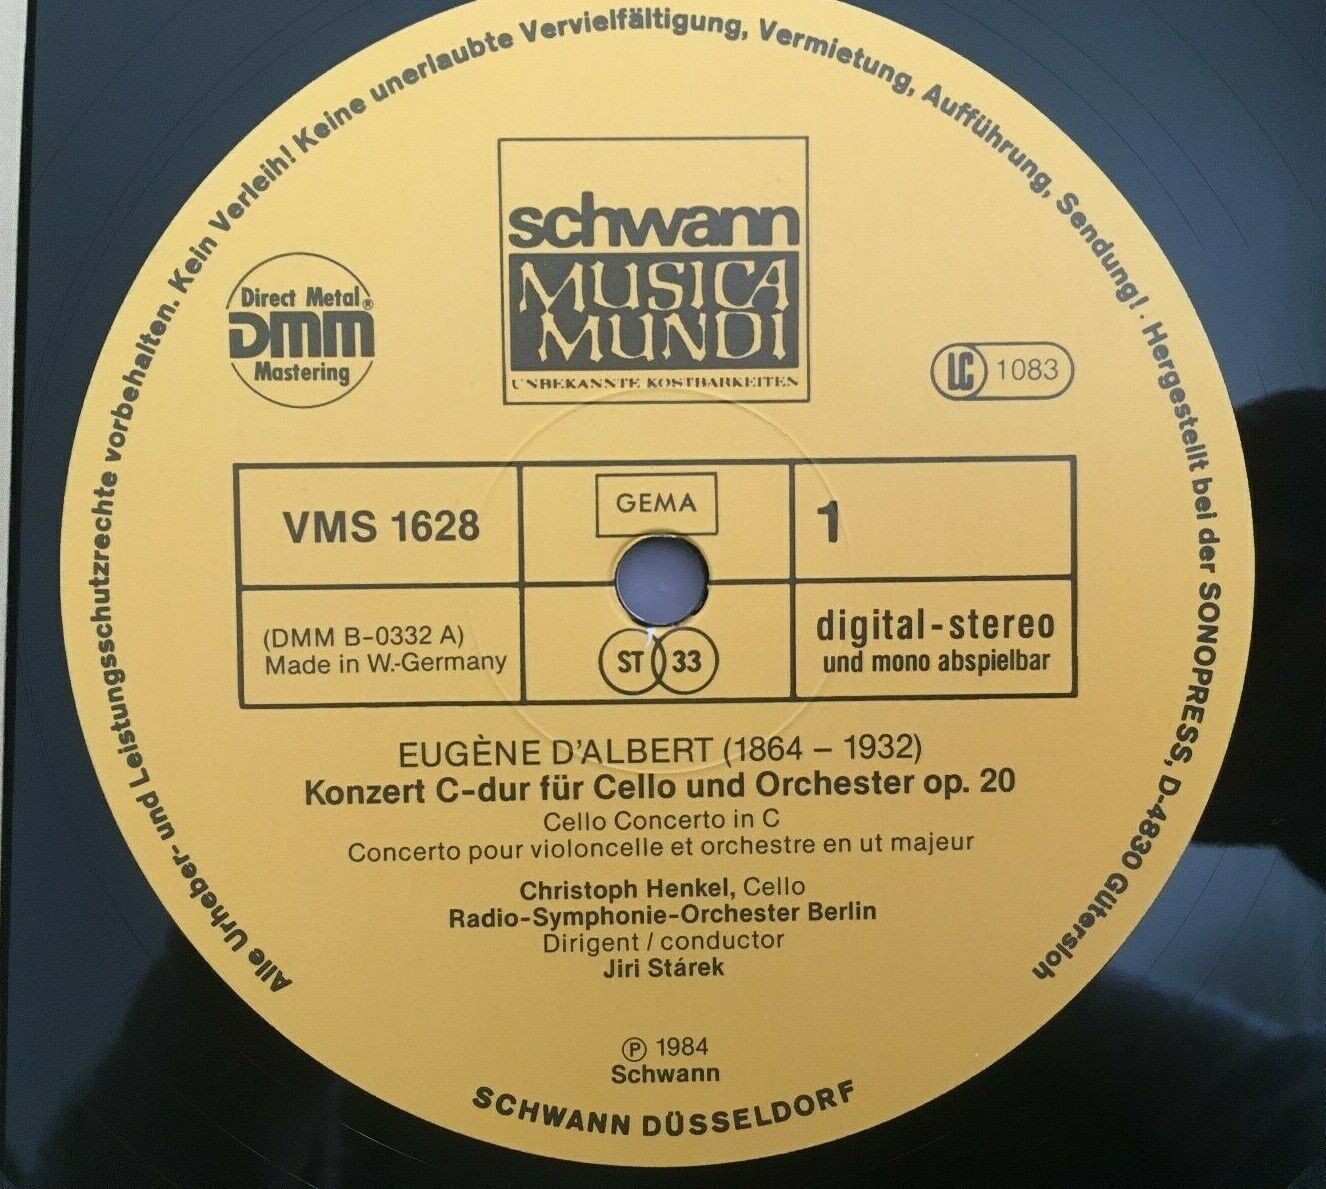 Alle Urheber- und Leistungsschutzrechte vorbehalten. Kein Verleih! Keine unerlaubte Vervielfältigung, Vermietung, Aufführung, Sendung! · Hergestellt bei der SONOPRESS, D-4830 Gütersloh
schwann
MUSICA
MUNDI
UNBEKANNTE KOSTBARKEITEN
Direct Metal®
DMM
Mastering
LC 1083
VMS 1628
GEMA
1
(DMM B-0332 A)
Made in W.-Germany
ST 33
digital-stereo
und mono abspielbar
EUGÈNE D'ALBERT (1864 – 1932)
Konzert C-dur für Cello und Orchester op. 20
Cello Concerto in C
Concerto pour violoncelle et orchestre en ut majeur
Christoph Henkel, Cello
Radio-Symphonie-Orchester Berlin
Dirigent / conductor
Jiri Stárek
℗ 1984
Schwann
SCHWANN DÜSSELDORF